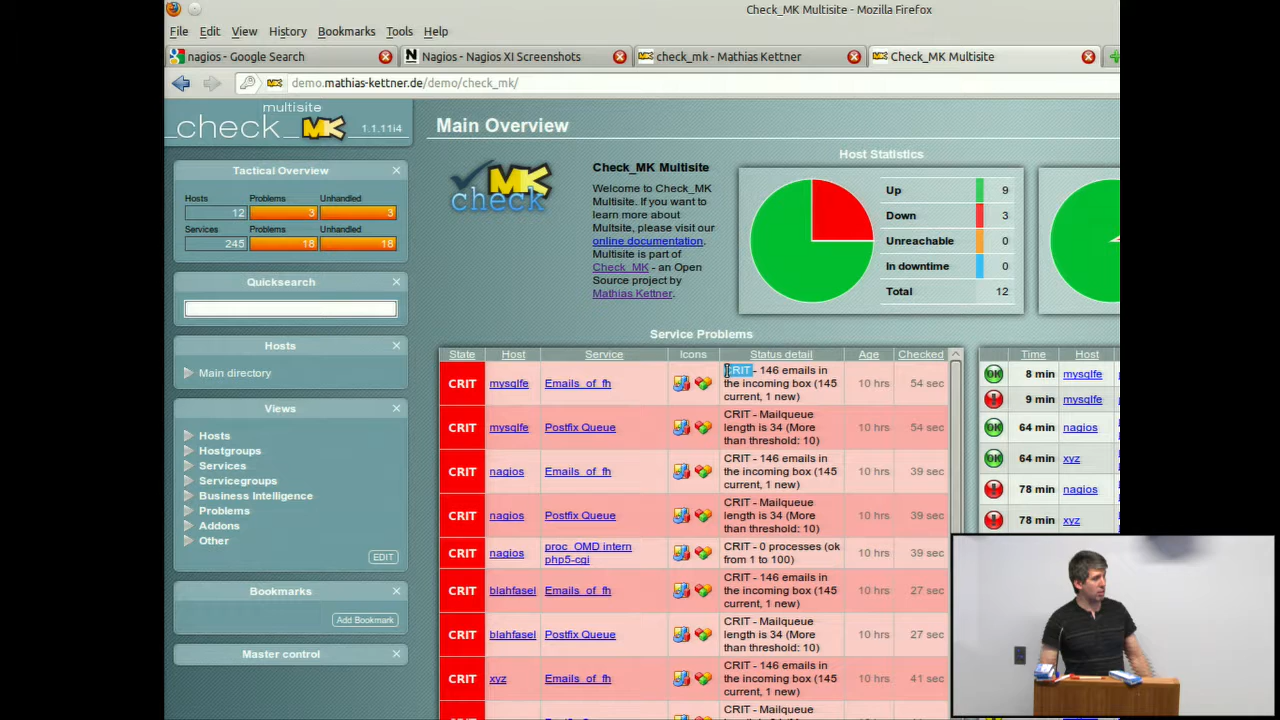 Check_MK Multisite - Mozilla Firefox
File Edit View History Bookmarks Tools Help
nagios - Google Search
Nagios - Nagios XI Screenshots
check_mk - Mathias Kettner
Check_MK Multisite
demo.mathias-kettner.de/demo/check_mk/
multisite
check MK 1.1.11i4
Main Overview
Tactical Overview
Hosts Problems Unhandled
12 3 3
Services Problems Unhandled
245 18 18
Quicksearch
Hosts
Main directory
Views
Hosts
Hostgroups
Services
Servicegroups
Business Intelligence
Problems
Addons
Other
EDIT
Bookmarks
Add Bookmark
Master control
MK
check
Check_MK Multisite
Welcome to Check_MK
Multisite. If you want to
learn more about
Multisite, please visit our
online documentation.
Multisite is part of
Check_MK - an Open
Source project by
Mathias Kettner.
Host Statistics
Up 9
Down 3
Unreachable 0
In downtime 0
Total 12
Service Problems
State Host Service Icons Status detail Age Checked
CRIT mysqlfe Emails_of_fh CRIT - 146 emails in
the incoming box (145
current, 1 new) 10 hrs 54 sec
CRIT mysqlfe Postfix Queue CRIT - Mailqueue
length is 34 (More
than threshold: 10) 10 hrs 54 sec
CRIT nagios Emails_of_fh CRIT - 146 emails in
the incoming box (145
current, 1 new) 10 hrs 39 sec
CRIT nagios Postfix Queue CRIT - Mailqueue
length is 34 (More
than threshold: 10) 10 hrs 39 sec
CRIT nagios proc_OMD intern
php5-cgi CRIT - 0 processes (ok
from 1 to 100) 10 hrs 39 sec
CRIT blahfasel Emails_of_fh CRIT - 146 emails in
the incoming box (145
current, 1 new) 10 hrs 27 sec
CRIT blahfasel Postfix Queue CRIT - Mailqueue
length is 34 (More
than threshold: 10) 10 hrs 27 sec
CRIT xyz Emails_of_fh CRIT - 146 emails in
the incoming box (145
current, 1 new) 10 hrs 41 sec
CRIT - Mailqueue
Time Host
OK 8 min mysqlfe
9 min mysqlfe
OK 64 min nagios
OK 64 min xyz
78 min nagios
78 min xyz